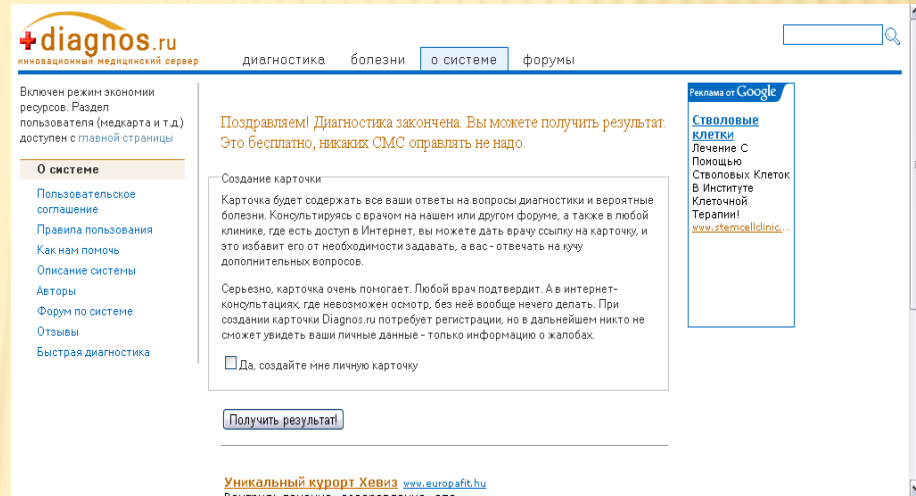 diagnos.ru
инновационный медицинский сервер
диагностика болезни о системе форумы
Включен режим экономии
ресурсов. Раздел
пользователя (медкарта и т.д.)
доступен с главной страницы
О системе
Пользовательское
соглашение
Правила пользования
Как нам помочь
Описание системы
Авторы
Форум по системе
Отзывы
Быстрая диагностика
Поздравляем! Диагностика закончена. Вы можете получить результат.
Это бесплатно, никаких СМС оправлять не надо.
Создание карточки
Карточка будет содержать все ваши ответы на вопросы диагностики и вероятные
болезни. Консультируясь с врачом на нашем или другом форуме, а также в любой
клинике, где есть доступ в Интернет, вы можете дать врачу ссылку на карточку, и
это избавит его от необходимости задавать, а вас - отвечать на кучу
дополнительных вопросов.
Серьезно, карточка очень помогает. Любой врач подтвердит. А в интернет-
консультациях, где невозможен осмотр, без неё вообще нечего делать. При
создании карточки Diagnos.ru потребует регистрации, но в дальнейшем никто не
сможет увидеть ваши личные данные - только информацию о жалобах.
Да, создайте мне личную карточку
Получить результат!
Уникальный курорт Хевиз www.europafit.hu
Реклама от Google
Стволовые
клетки
Лечение С
Помощью
Стволовых Клеток
В Институте
Клеточной
Терапии!
www.stemcellclinic....